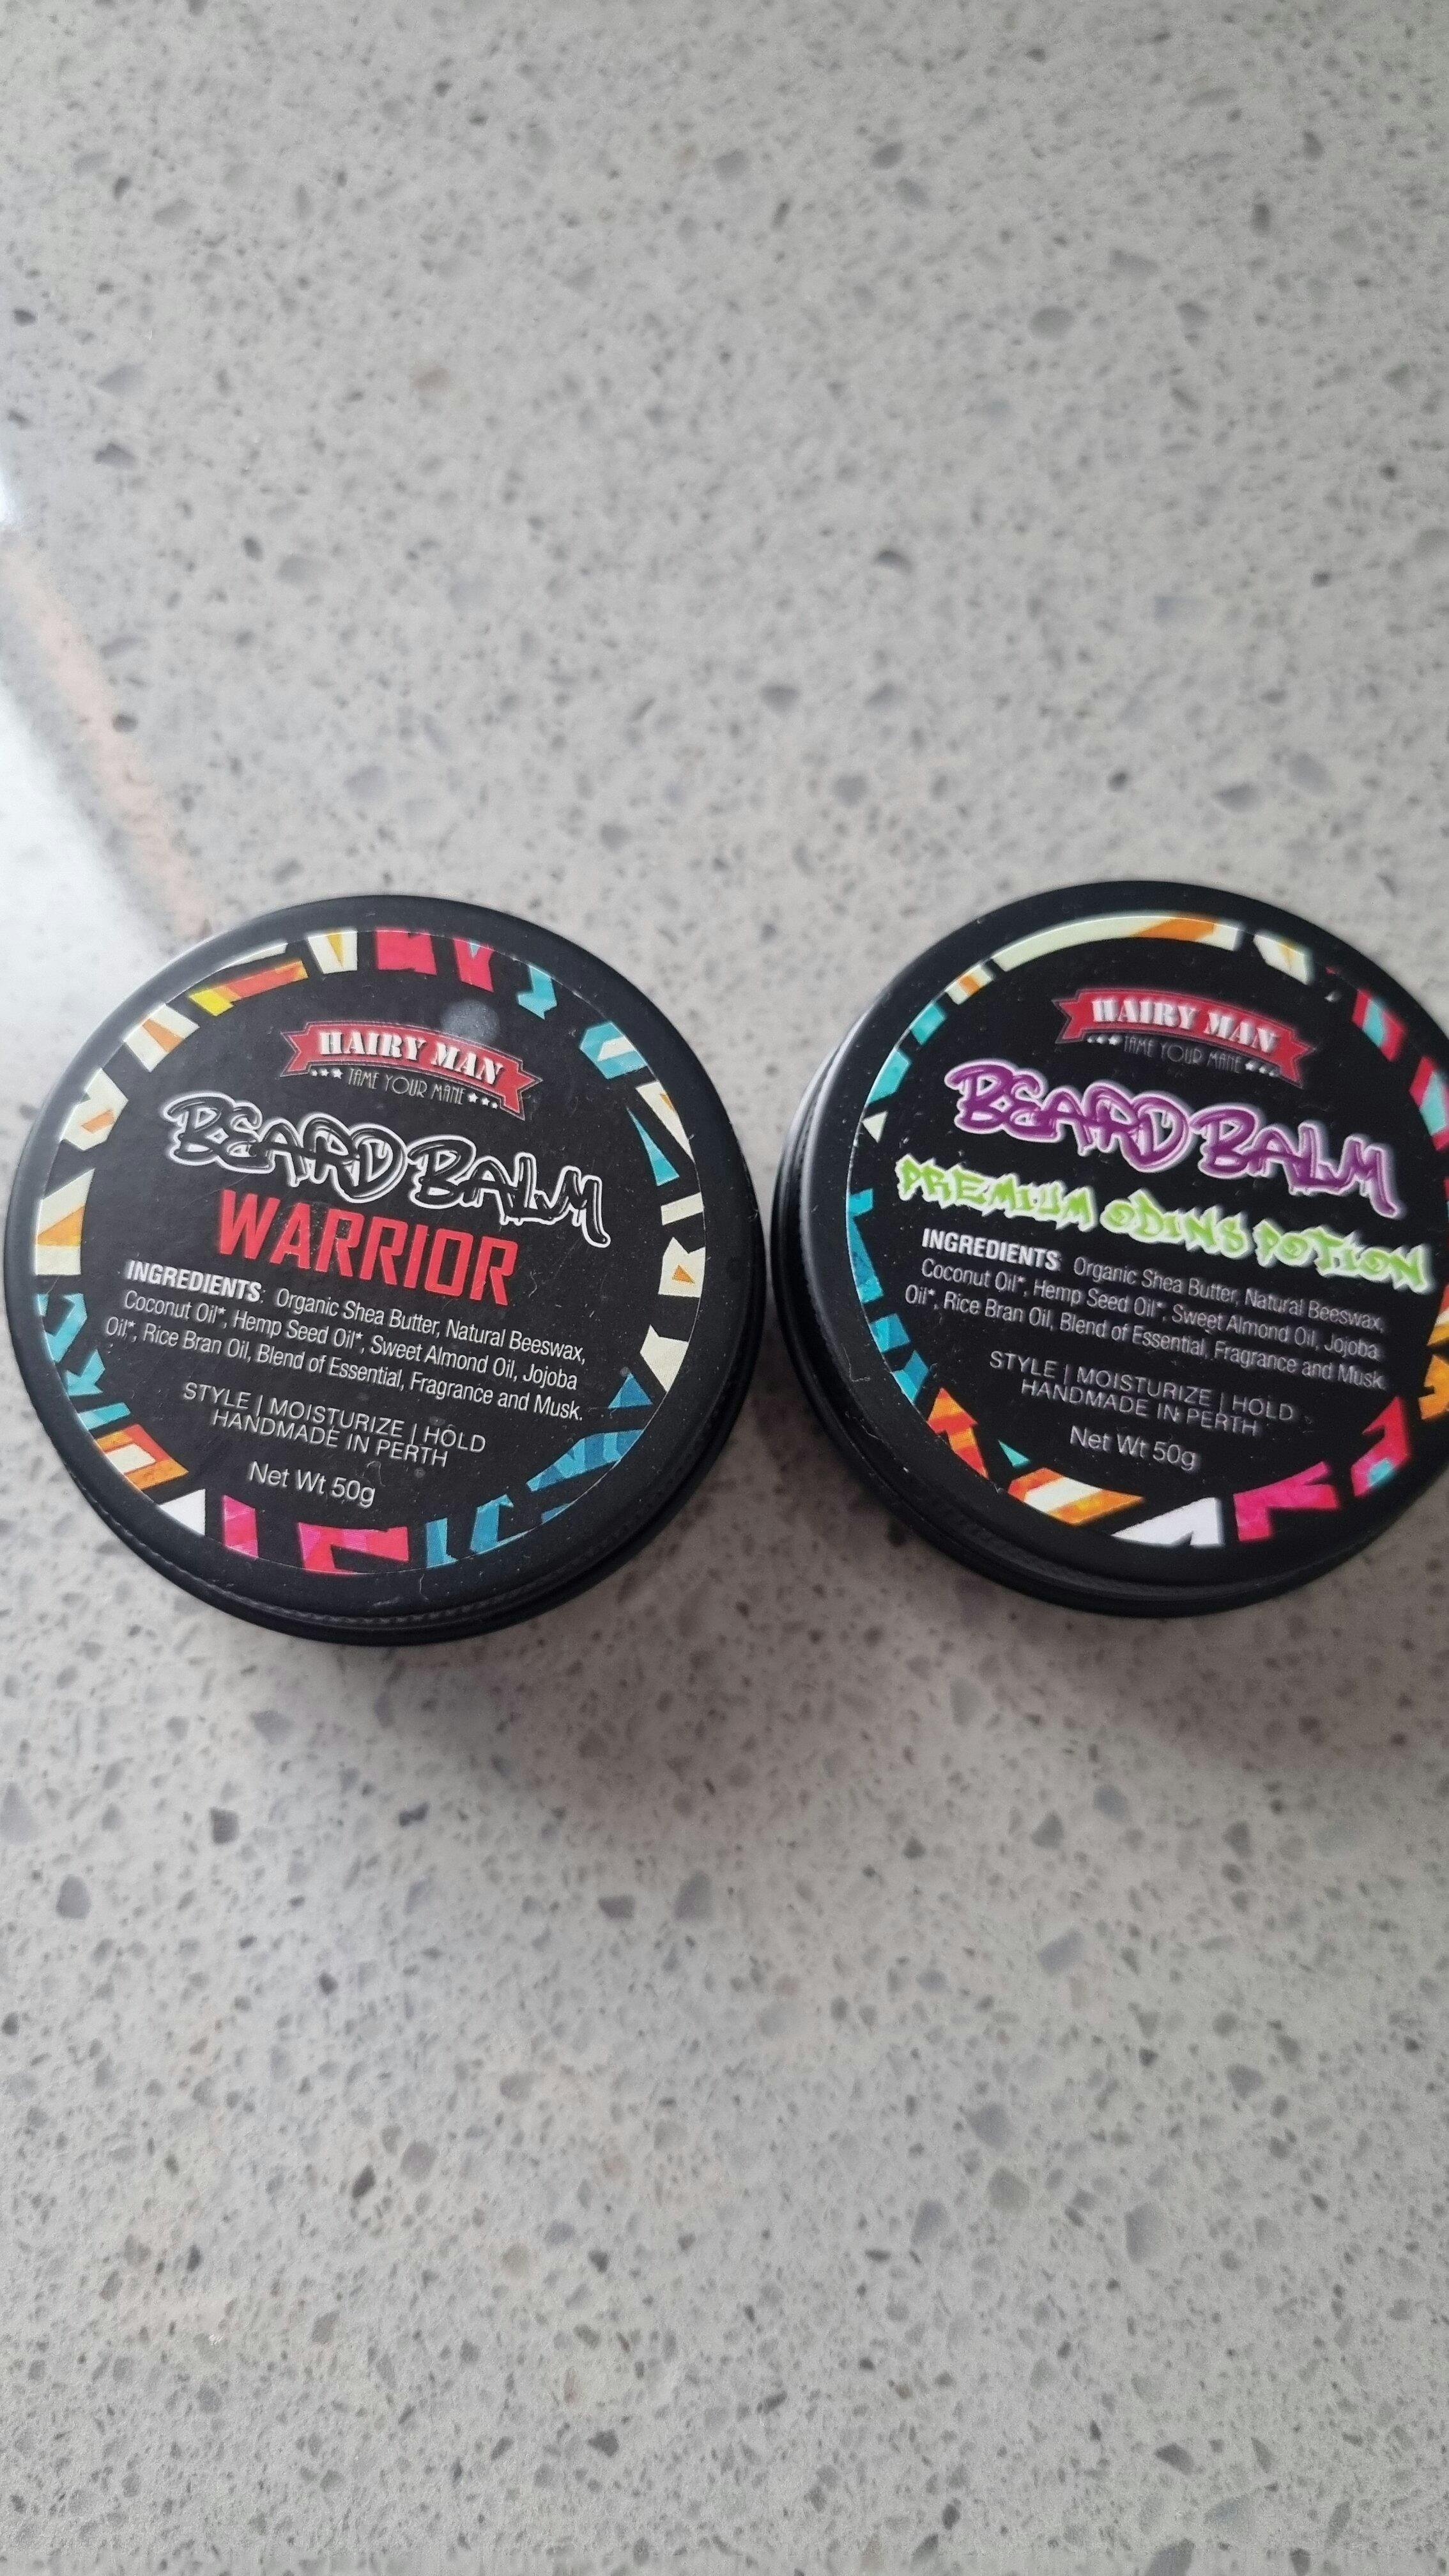 HAIRY MAN
TAME YOUR MANE
BEARD BALM
WARRIOR
INGREDIENTS: Organic Shea Butter, Natural Beeswax,
Coconut Oil*, Hemp Seed Oil*, Sweet Almond Oil, Jojoba
Oil*, Rice Bran Oil, Blend of Essential, Fragrance and Musk.
STYLE | MOISTURIZE | HOLD
HANDMADE IN PERTH
Net Wt 50g
HAIRY MAN
TAME YOUR MANE
BEARD BALM
PREMIUM ODINS POTION
INGREDIENTS: Organic Shea Butter, Natural Beeswax,
Coconut Oil*, Hemp Seed Oil*, Sweet Almond Oil, Jojoba
Oil*, Rice Bran Oil, Blend of Essential, Fragrance and Musk.
STYLE | MOISTURIZE | HOLD
HANDMADE IN PERTH
Net Wt 50g